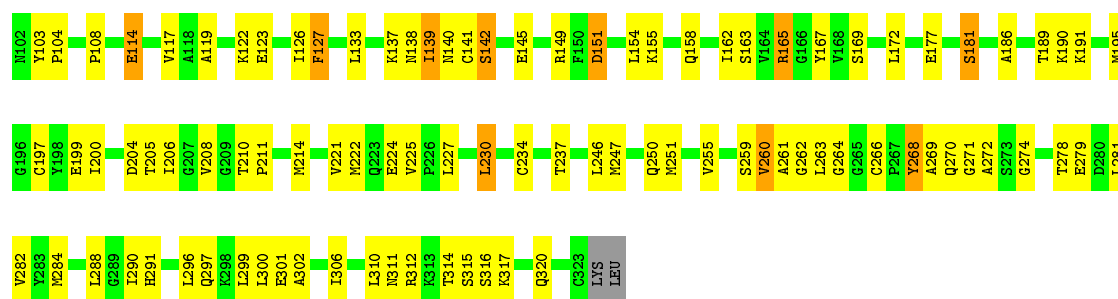 N102 Y103 P104 P108 E114 V117 A118 A119 K122 E123 I126 F127 L133 K137 N138 I139 N140 C141 S142 E145 R149 F150 D151 L154 K155 Q158 I162 S163 V164 R165 G166 Y167 V168 S169 L172 E177 S181 A186 T189 K190 K191 M195
G196 C197 Y198 E199 I200 D204 T205 I206 G207 V208 G209 T210 P211 M214 V221 M222 Q223 E224 V225 P226 L227 L230 C234 T237 L246 M247 Q250 M251 V255 S259 V260 A261 G262 L263 G264 G265 C266 P267 Y268 A269 Q270 G271 A272 S273 G274 T278 E279 D280 L281
V282 Y283 M284 L288 G289 I290 H291 L296 Q297 K298 L299 L300 E301 A302 I306 L310 N311 R312 K313 T314 S315 S316 K317 Q320 C323 LYS LEU